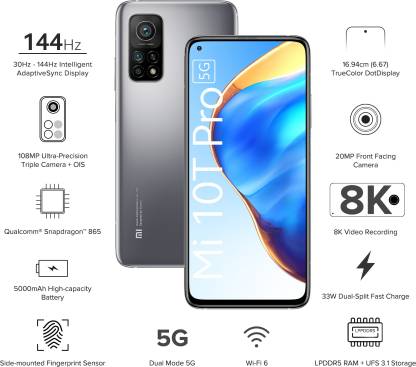 144Hz
30Hz - 144Hz Intelligent
AdaptiveSync Display
108MP Ultra-Precision
Triple Camera + OIS
Qualcomm® Snapdragon™ 865
5000mAh High-capacity
Battery
Side-mounted Fingerprint Sensor
mi
Mi 10T Pro 5G
5G
Dual Mode 5G
Wi-Fi 6
16.94cm (6.67)
TrueColor DotDisplay
20MP Front Facing
Camera
8K
8K Video Recording
33W Dual-Split Fast Charge
LPDDR5
LPDDR5 RAM + UFS 3.1 Storage